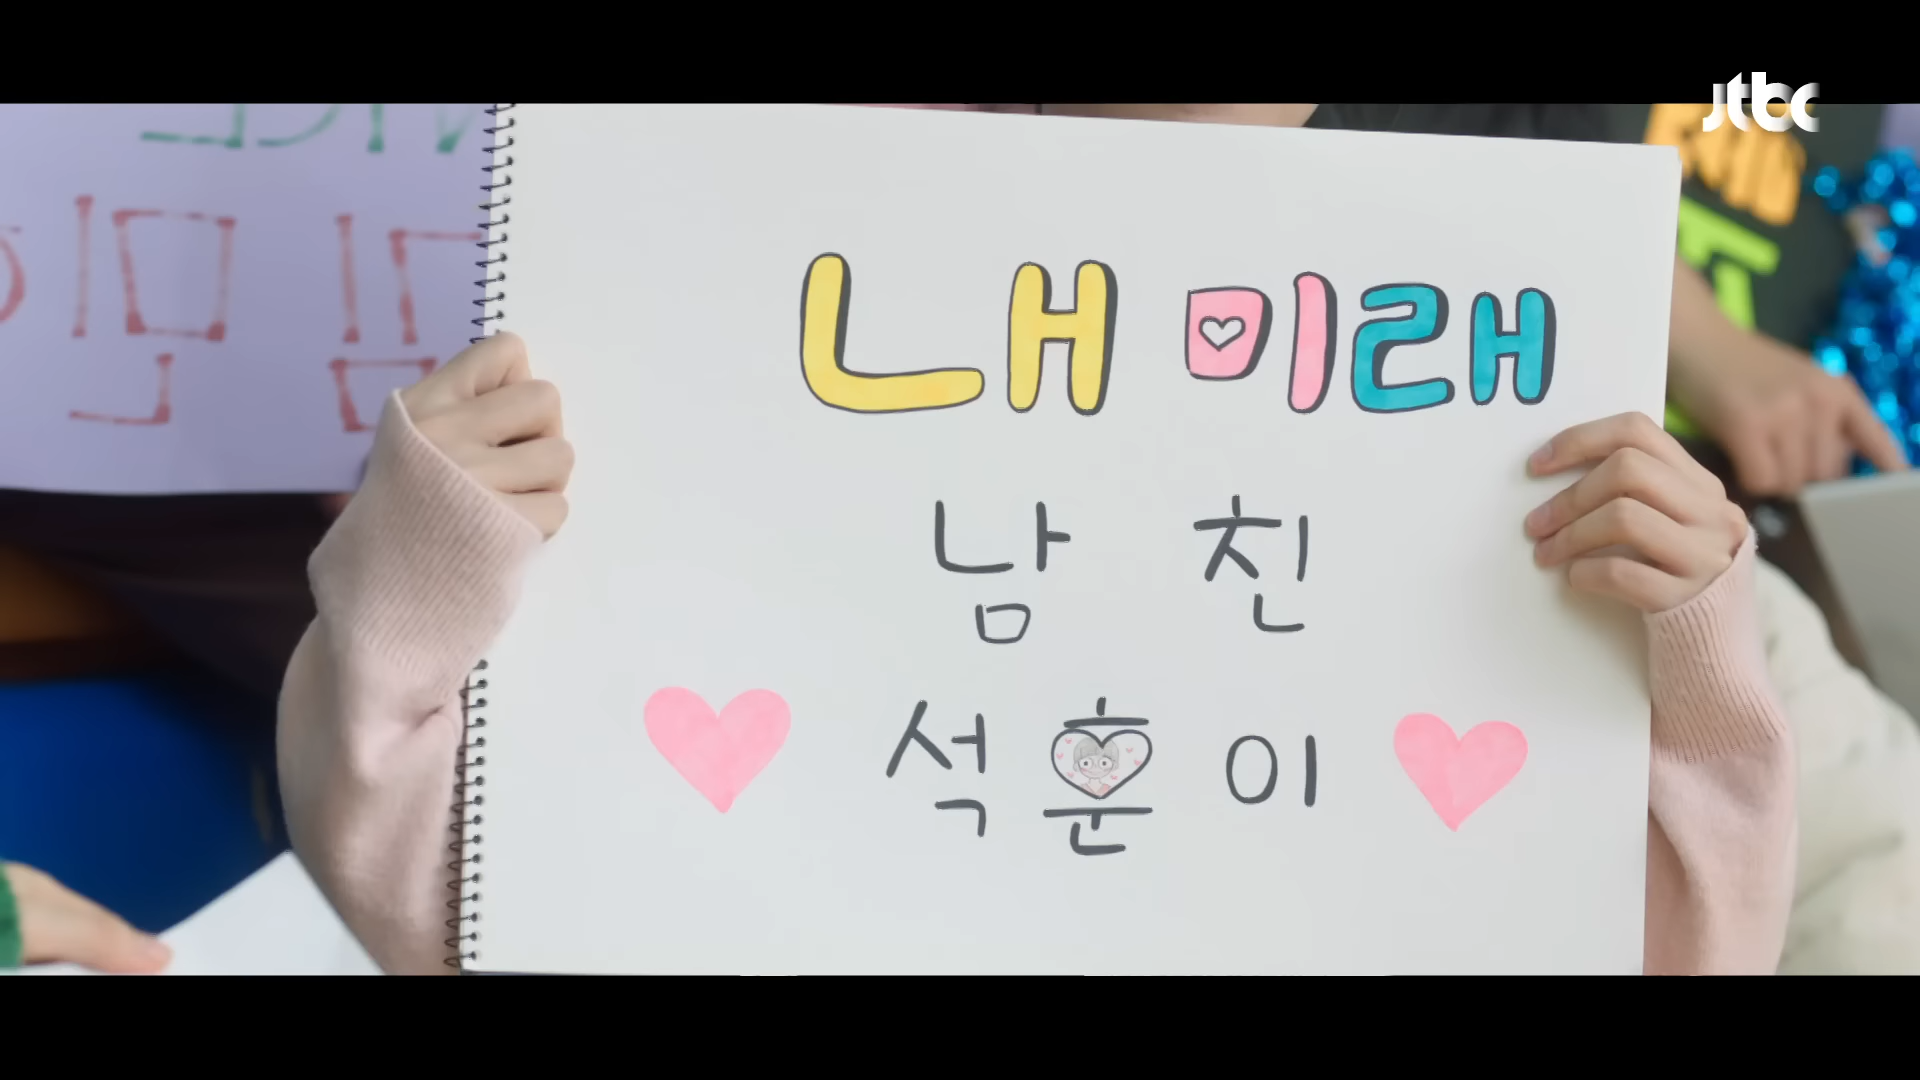 jtbc
내 미래
남 친
석 훈 이